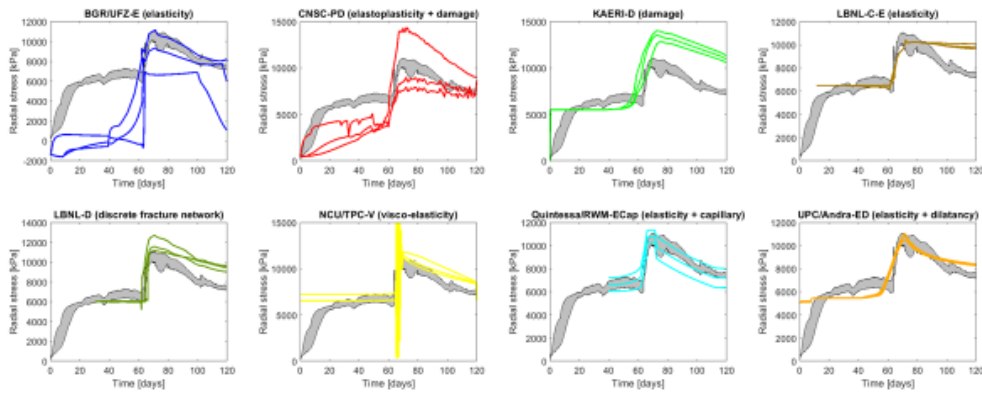 BGR/UFZ-E (elasticity)
CNSC-PD (elastoplasticity + damage)
KAERI-D (damage)
LBNL-C-E (elasticity)
Radial stress [kPa]
12000
10000
8000
6000
4000
2000
0
-2000
0 20 40 60 80 100 120
Time [days]
Radial stress [kPa]
15000
10000
5000
0
0 20 40 60 80 100 120
Time [days]
Radial stress [kPa]
15000
10000
5000
0
0 20 40 60 80 100 120
Time [days]
Radial stress [kPa]
12000
10000
8000
6000
4000
2000
0
0 20 40 60 80 100 120
Time [days]
LBNL-D (discrete fracture network)
NCU/TPC-V (visco-elasticity)
Quintessa/RWM-ECap (elasticity + capillary)
UPC/Andra-ED (elasticity + dilatancy)
Radial stress [kPa]
14000
12000
10000
8000
6000
4000
2000
0
0 20 40 60 80 100 120
Time [days]
Radial stress [kPa]
15000
10000
5000
0
0 20 40 60 80 100 120
Time [days]
Radial stress [kPa]
12000
10000
8000
6000
4000
2000
0
0 20 40 60 80 100 120
Time [days]
Radial stress [kPa]
12000
10000
8000
6000
4000
2000
0
0 20 40 60 80 100 120
Time [days]